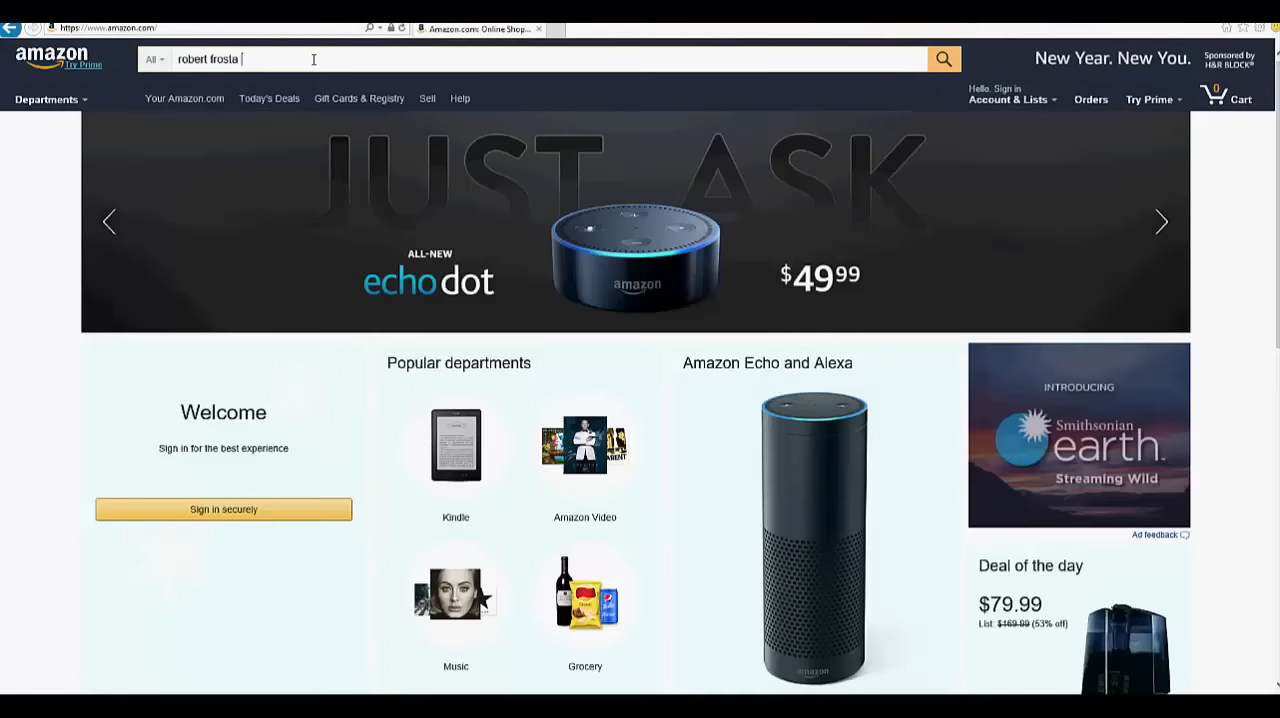 https://www.amazon.com/
Amazon.com: Online Shop...
amazon
Try Prime
All
robert frosta
New Year. New You.
Sponsored by
H&R BLOCK®
Departments
Your Amazon.com
Today's Deals
Gift Cards & Registry
Sell
Help
Hello. Sign in
Account & Lists
Orders
Try Prime
0
Cart
JUST ASK
ALL-NEW
echo dot
amazon
$49 99
Welcome
Sign in for the best experience
Sign in securely
Popular departments
Kindle
Amazon Video
Music
Grocery
Amazon Echo and Alexa
amazon
INTRODUCING
Smithsonian
earth
Streaming Wild
Ad feedback
Deal of the day
$79.99
List: $169.99 (53% off)